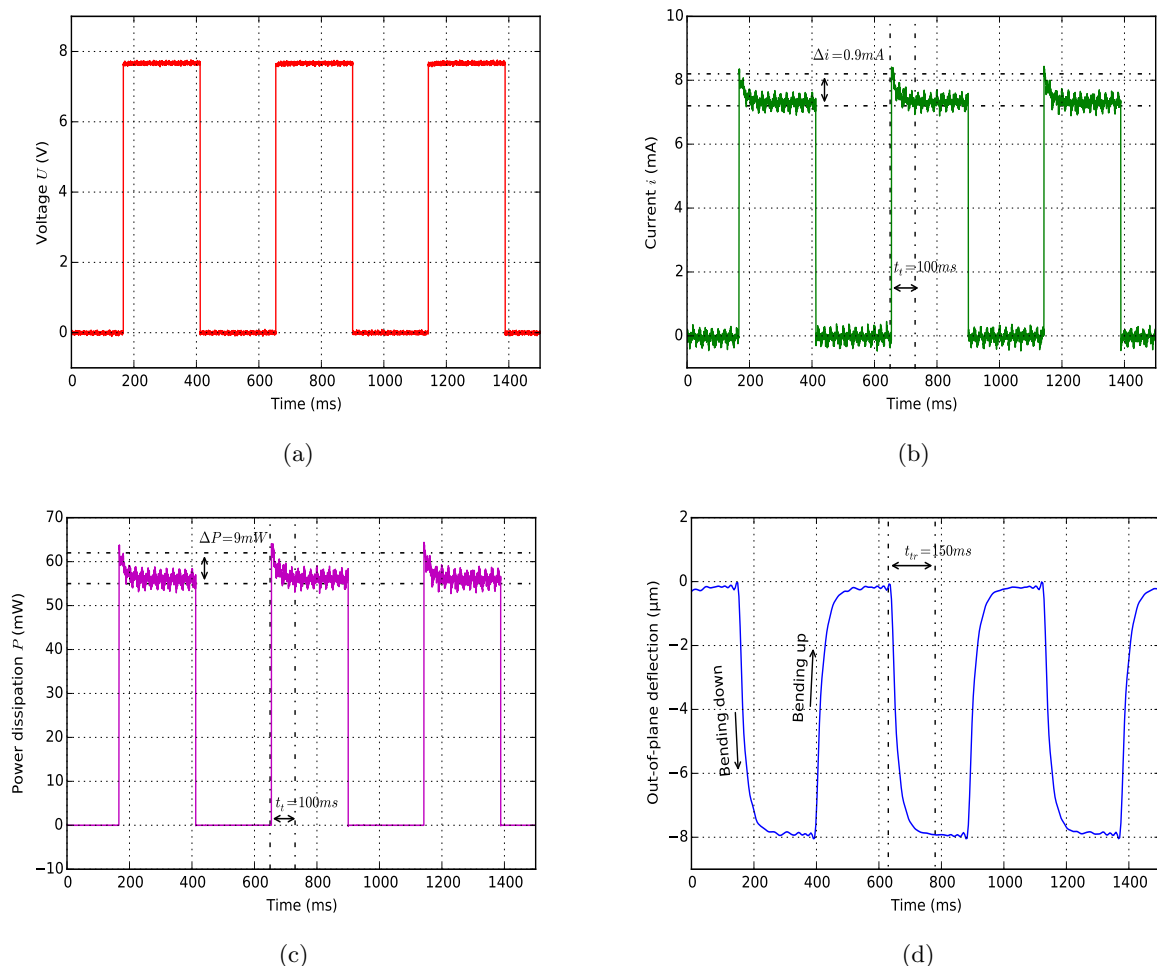 8
6
4
2
0
Voltage U (V)
0 200 400 600 800 1000 1200 1400
Time (ms)
(a)
10
8
6
4
2
0
Current i (mA)
Δi=0.9mA
t_t=100ms
0 200 400 600 800 1000 1200 1400
Time (ms)
(b)
70
60
50
40
30
20
10
0
−10
Power dissipation P (mW)
ΔP=9mW
t_t=100ms
0 200 400 600 800 1000 1200 1400
Time (ms)
(c)
2
0
−2
−4
−6
−8
Out-of-plane deflection (μm)
t_tr=150ms
Bending down
Bending up
0 200 400 600 800 1000 1200 1400
Time (ms)
(d)